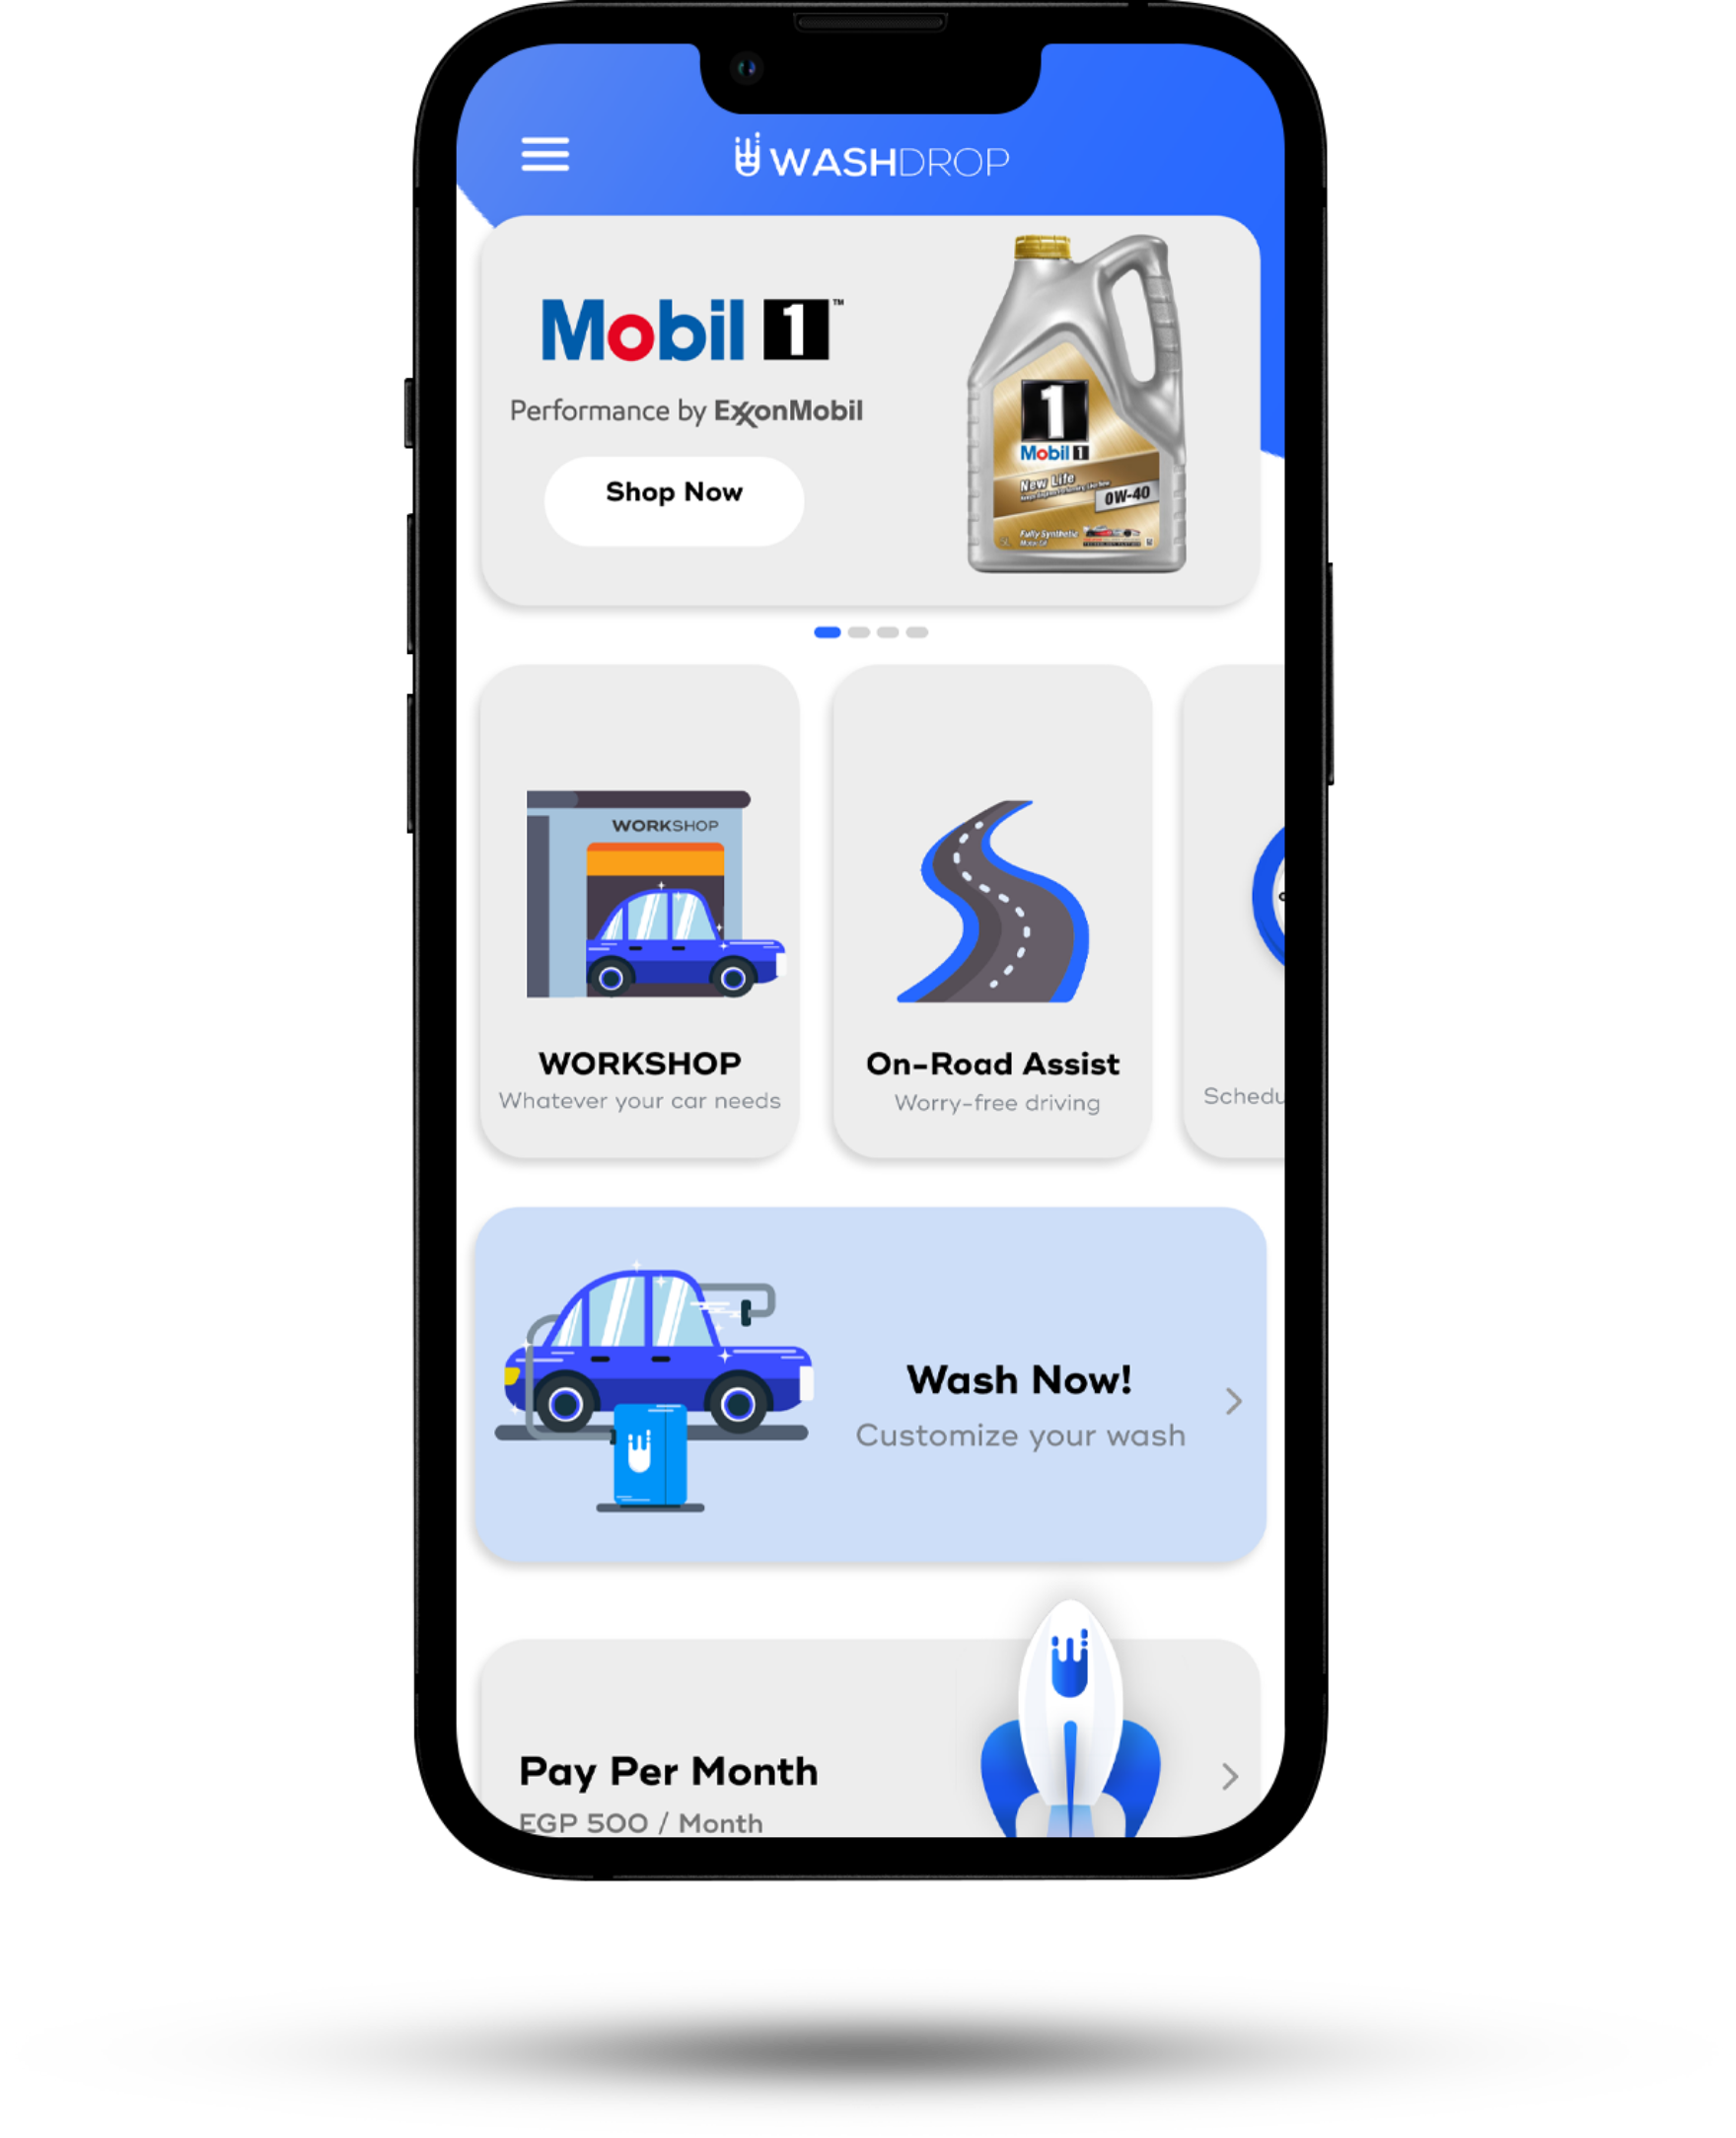 WASHDROP
Mobil 1™
Performance by ExxonMobil
Shop Now
1
Mobil 1
New Life
0W-40
Fully Synthetic
Motor Oil
WORKSHOP
WORKSHOP
Whatever your car needs
On-Road Assist
Worry-free driving
Schedu
Wash Now!
Customize your wash
Pay Per Month
EGP 500 / Month